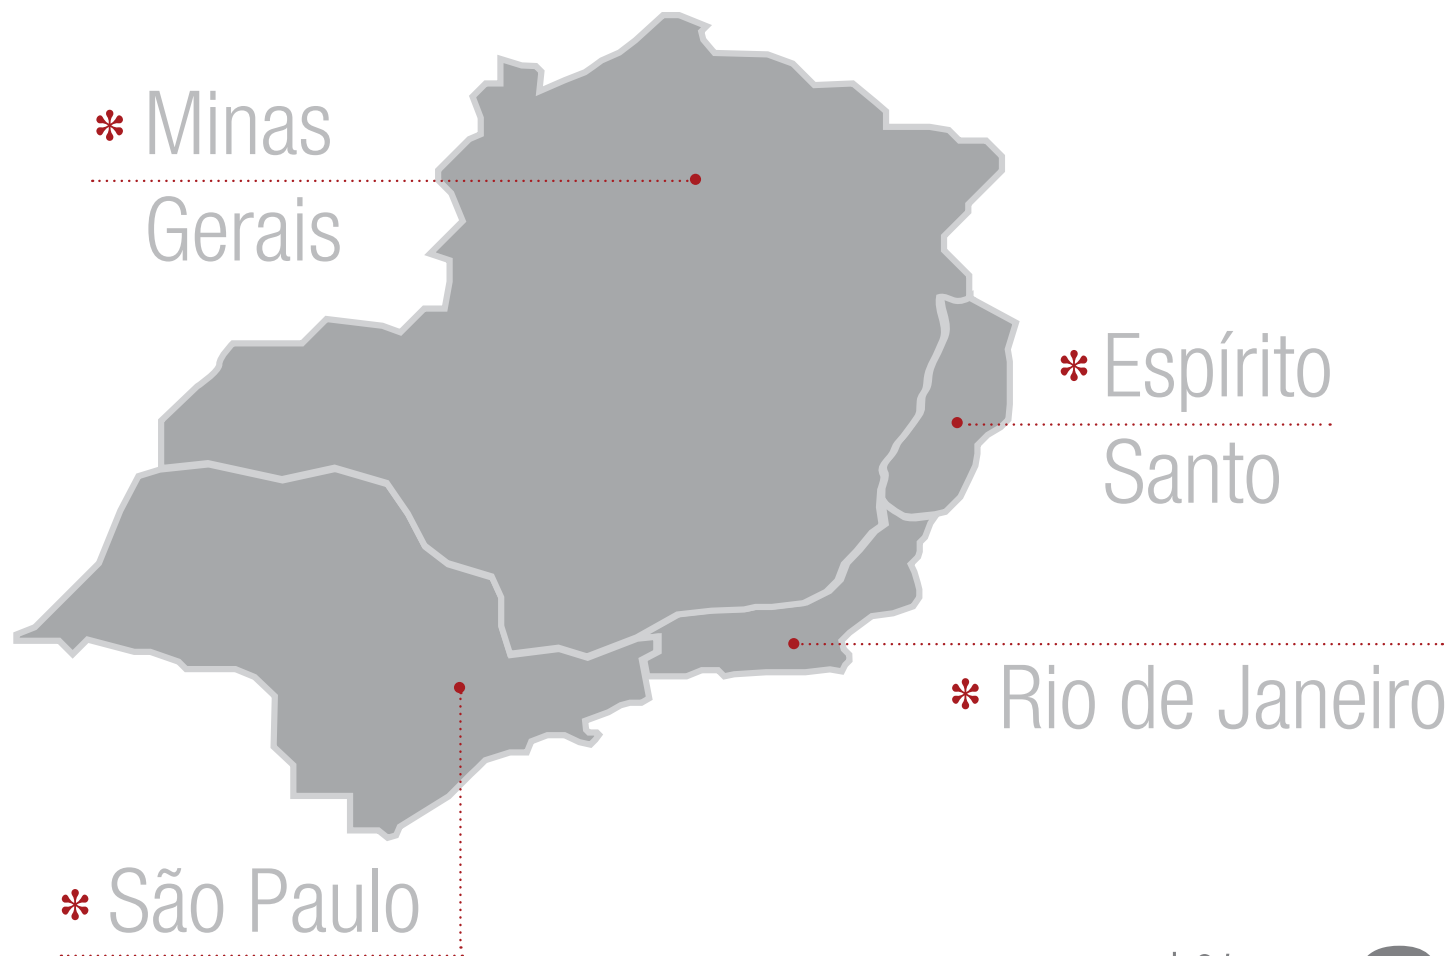 * Minas
Gerais
* Espírito
Santo
* Rio de Janeiro
* São Paulo